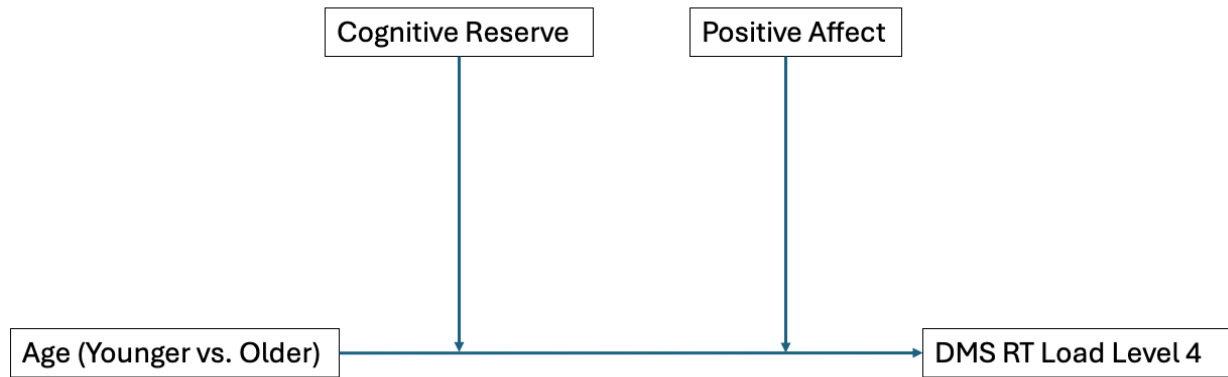 Cognitive Reserve
Positive Affect
Age (Younger vs. Older)
DMS RT Load Level 4